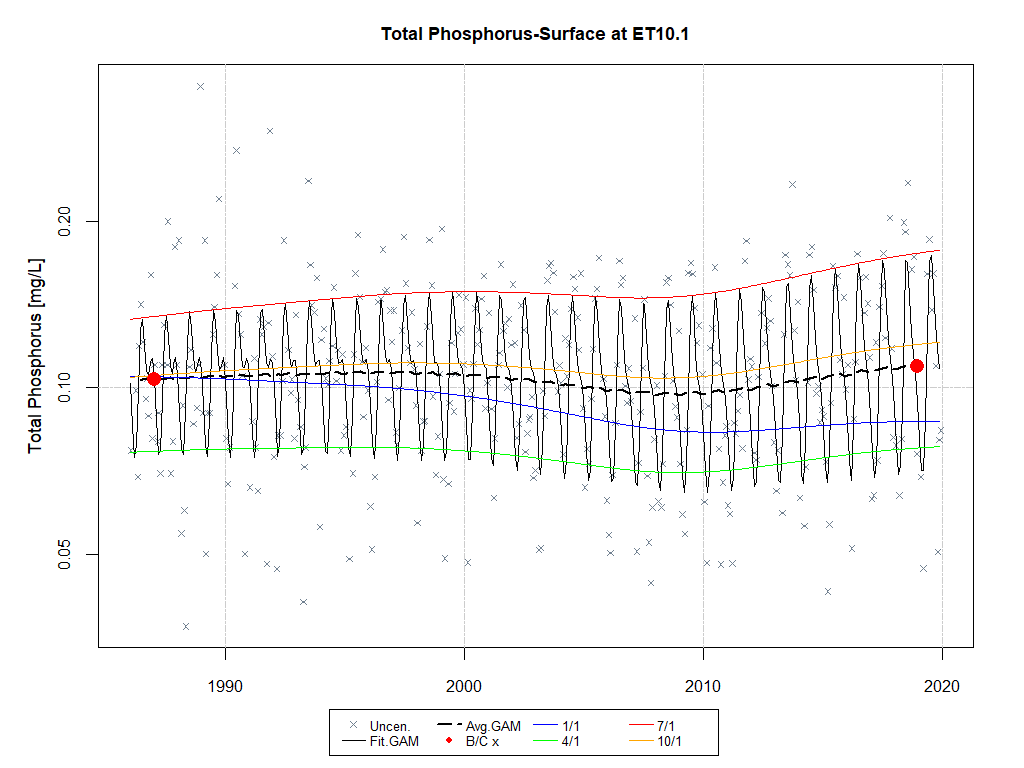 Total Phosphorus-Surface at ET10.1
Total Phosphorus [mg/L]
0.20
0.10
0.05
1990 2000 2010 2020
Uncen. Avg.GAM 1/1 7/1
Fit.GAM B/C x 4/1 10/1